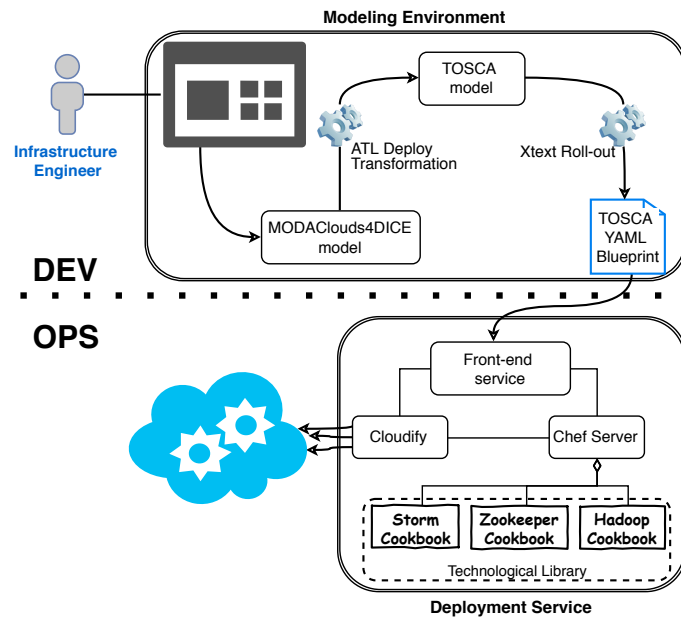 Modeling Environment
TOSCA
model
ATL Deploy
Transformation
Xtext Roll-out
Infrastructure
Engineer
MODAClouds4DICE
model
TOSCA
YAML
Blueprint
DEV
OPS
Front-end
service
Cloudify
Chef Server
Storm
Cookbook
Zookeeper
Cookbook
Hadoop
Cookbook
Technological Library
Deployment Service